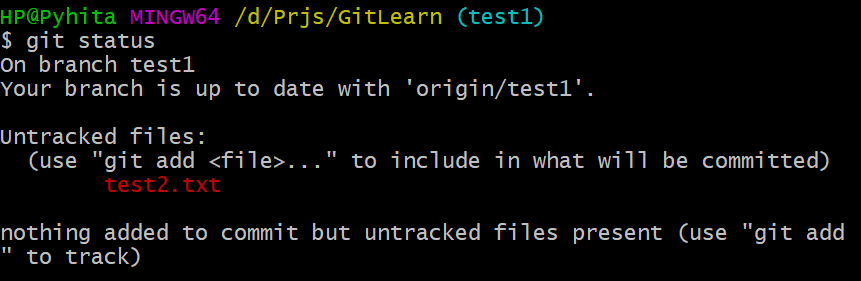 HP@Pyhita MINGW64 /d/Prjs/GitLearn (test1)
$ git status
On branch test1
Your branch is up to date with 'origin/test1'.
Untracked files:
  (use "git add <file>..." to include in what will be committed)
        test2.txt
nothing added to commit but untracked files present (use "git add
" to track)